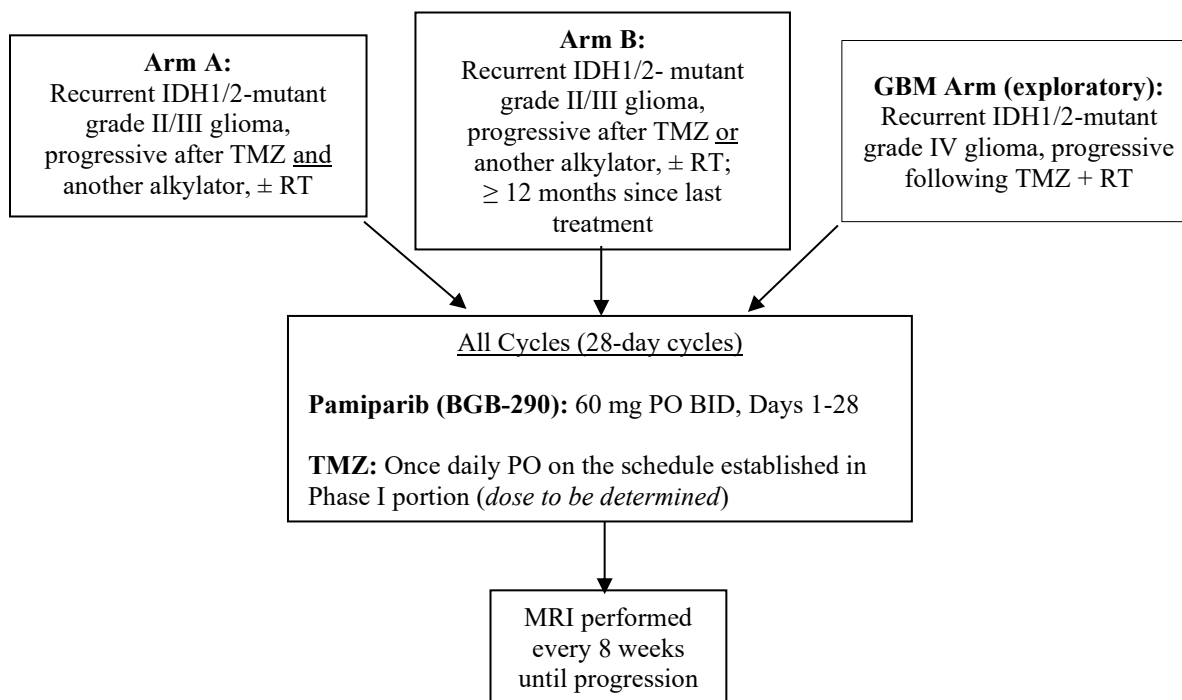 Arm A:
Recurrent IDH1/2-mutant
grade II/III glioma,
progressive after TMZ and
another alkylator, ± RT
Arm B:
Recurrent IDH1/2- mutant
grade II/III glioma,
progressive after TMZ or
another alkylator, ± RT;
≥ 12 months since last
treatment
GBM Arm (exploratory):
Recurrent IDH1/2-mutant
grade IV glioma, progressive
following TMZ + RT
All Cycles (28-day cycles)
Pamiparib (BGB-290): 60 mg PO BID, Days 1-28
TMZ: Once daily PO on the schedule established in
Phase I portion (dose to be determined)
MRI performed
every 8 weeks
until progression